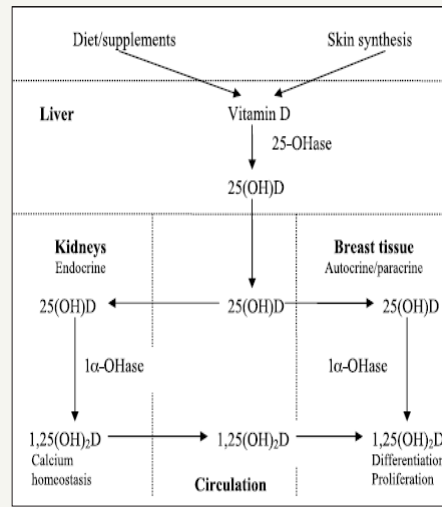 Diet/supplements Skin synthesis
Liver Vitamin D
25-OHase
25(OH)D
Kidneys Breast tissue
Endocrine Autocrine/paracrine
25(OH)D 25(OH)D 25(OH)D
1α-OHase 1α-OHase
1,25(OH)₂D 1,25(OH)₂D 1,25(OH)₂D
Calcium Differentiation
homeostasis Proliferation
Circulation